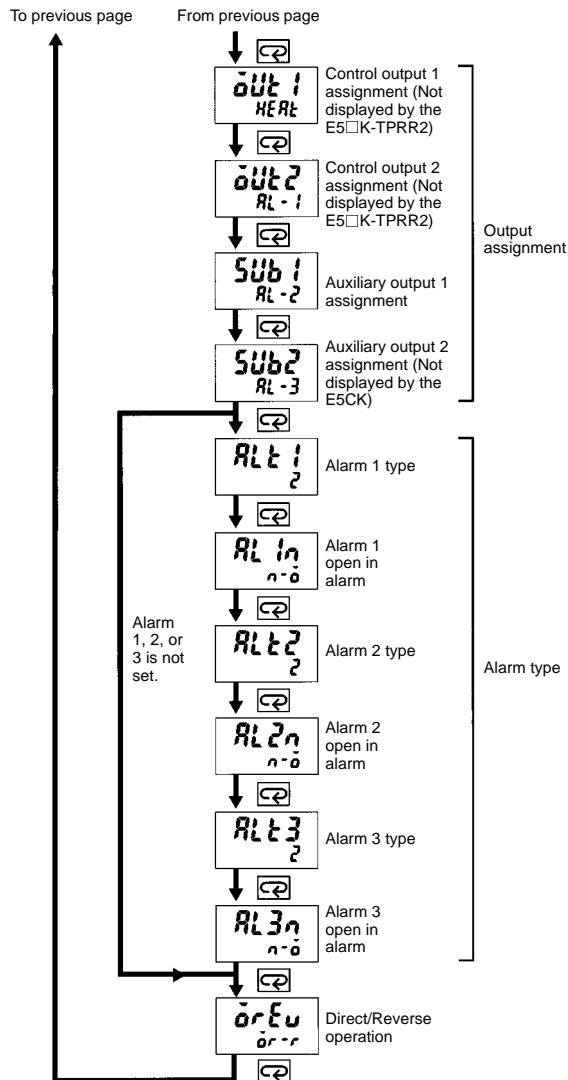 To previous page
From previous page
out1
HEAt
Control output 1
assignment (Not
displayed by the
E5□K-TPRR2)
out2
AL-1
Control output 2
assignment (Not
displayed by the
E5□K-TPRR2)
Output
assignment
SUb1
AL-2
Auxiliary output 1
assignment
SUb2
AL-3
Auxiliary output 2
assignment (Not
displayed by the
E5CK)
ALt1
2
Alarm 1 type
AL1n
n-o
Alarm 1
open in
alarm
Alarm
1, 2, or
3 is not
set.
ALt2
2
Alarm 2 type
Alarm type
AL2n
n-o
Alarm 2
open in
alarm
ALt3
2
Alarm 3 type
AL3n
n-o
Alarm 3
open in
alarm
orEv
or-r
Direct/Reverse
operation